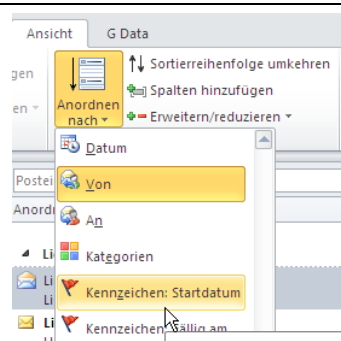 Ansicht G Data
gen
Sortierreihenfolge umkehren
Spalten hinzufügen
en
Anordnen nach
Erweitern/reduzieren
Datum
Postei
Von
Anordn
An
Li
Kategorien
Li
Kennzeichen: Startdatum
Li
Li
Kennzeichen: Fällig am